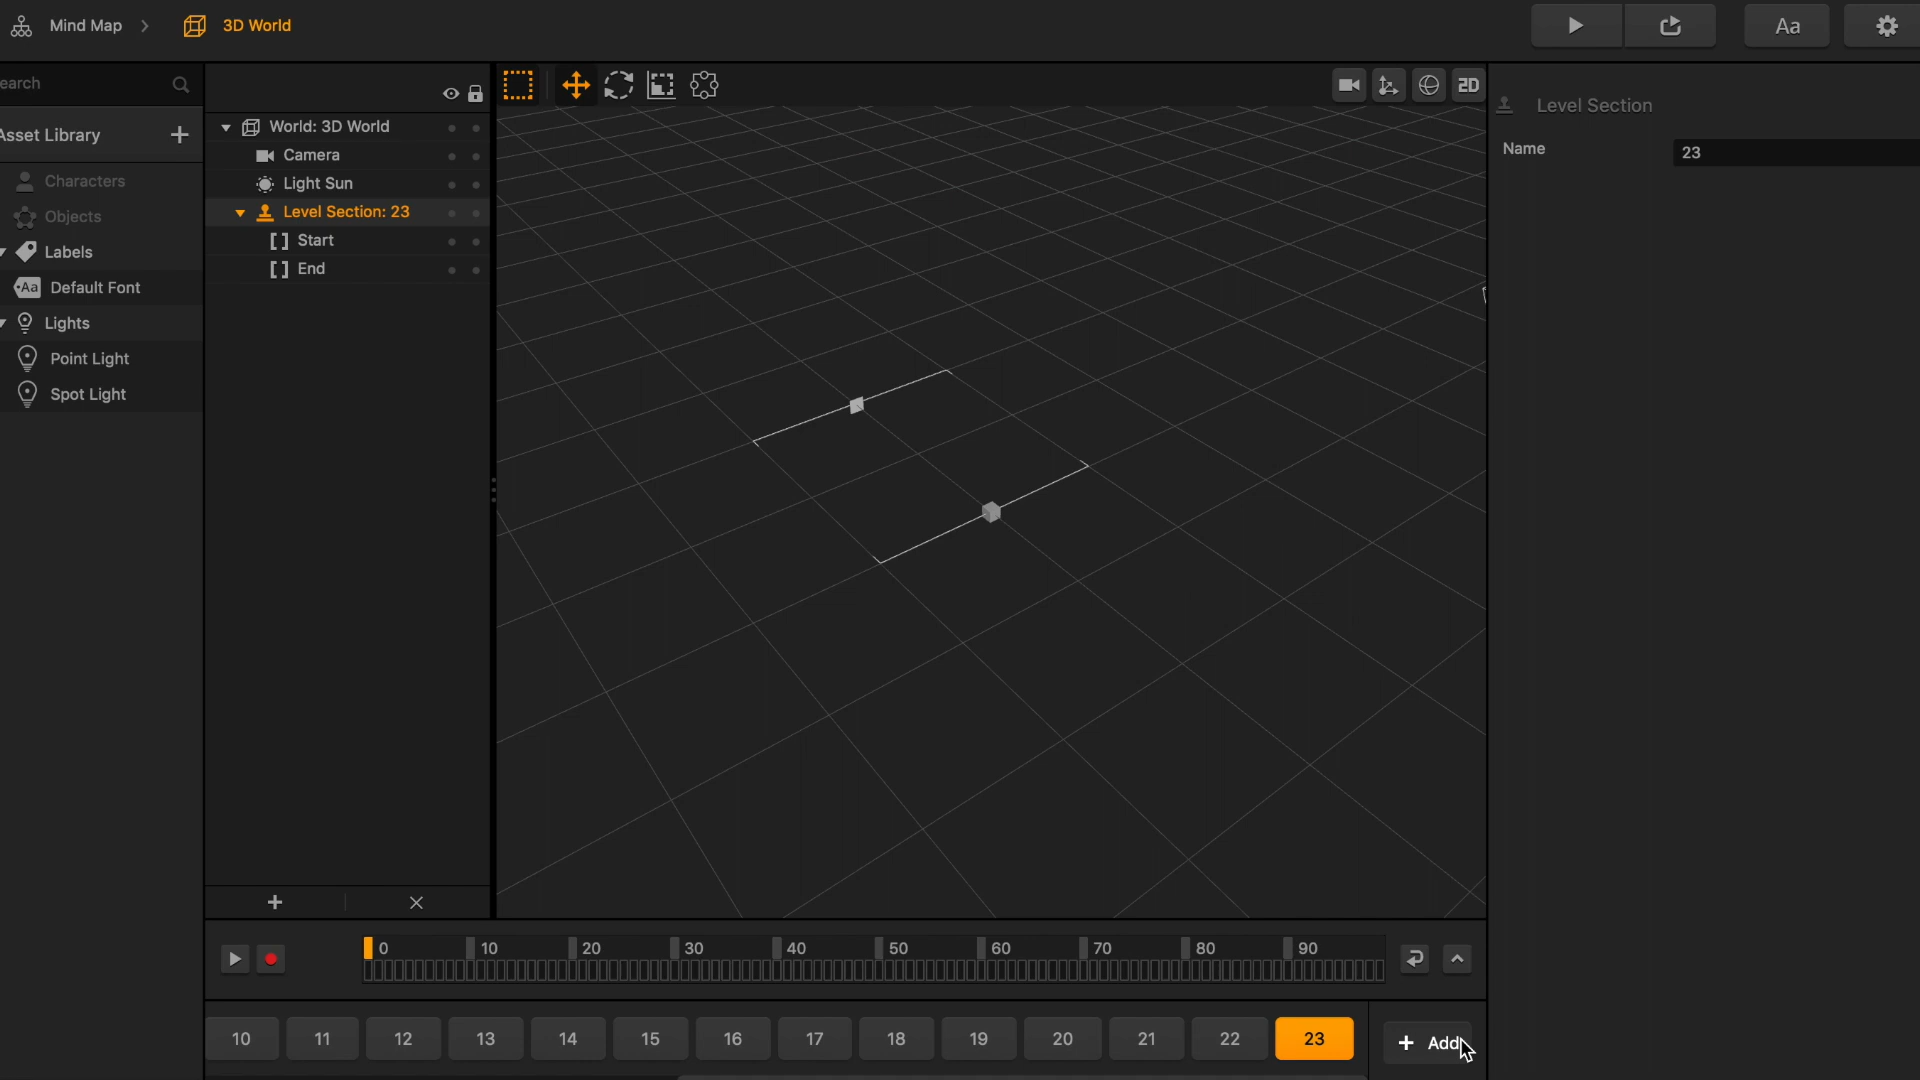 Mind Map
3D World
Aa
earch
Asset Library
Characters
Objects
Labels
Aa Default Font
Lights
Point Light
Spot Light
World: 3D World
Camera
Light Sun
Level Section: 23
Start
End
2D
Level Section
Name 23
0 10 20 30 40 50 60 70 80 90
10 11 12 13 14 15 16 17 18 19 20 21 22 23
+ Add